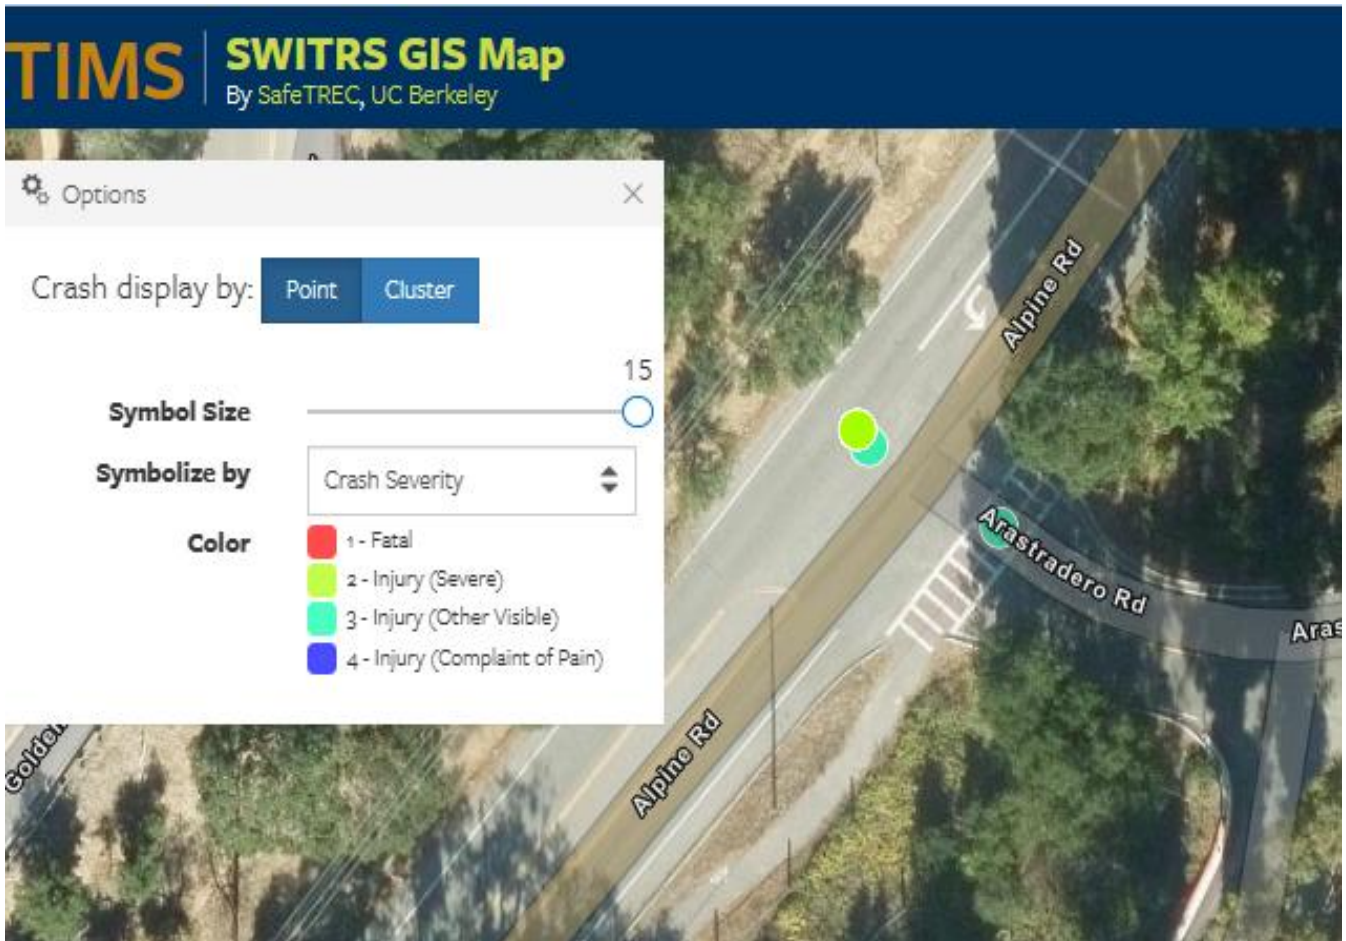 TIMS
SWITRS GIS Map
By SafeTREC, UC Berkeley
Options
Crash display by: Point Cluster
15
Symbol Size
Symbolize by Crash Severity
Color
1 - Fatal
2 - Injury (Severe)
3 - Injury (Other Visible)
4 - Injury (Complaint of Pain)
Alpine Rd
Arastradero Rd
Aras
Alpine Rd
Golden